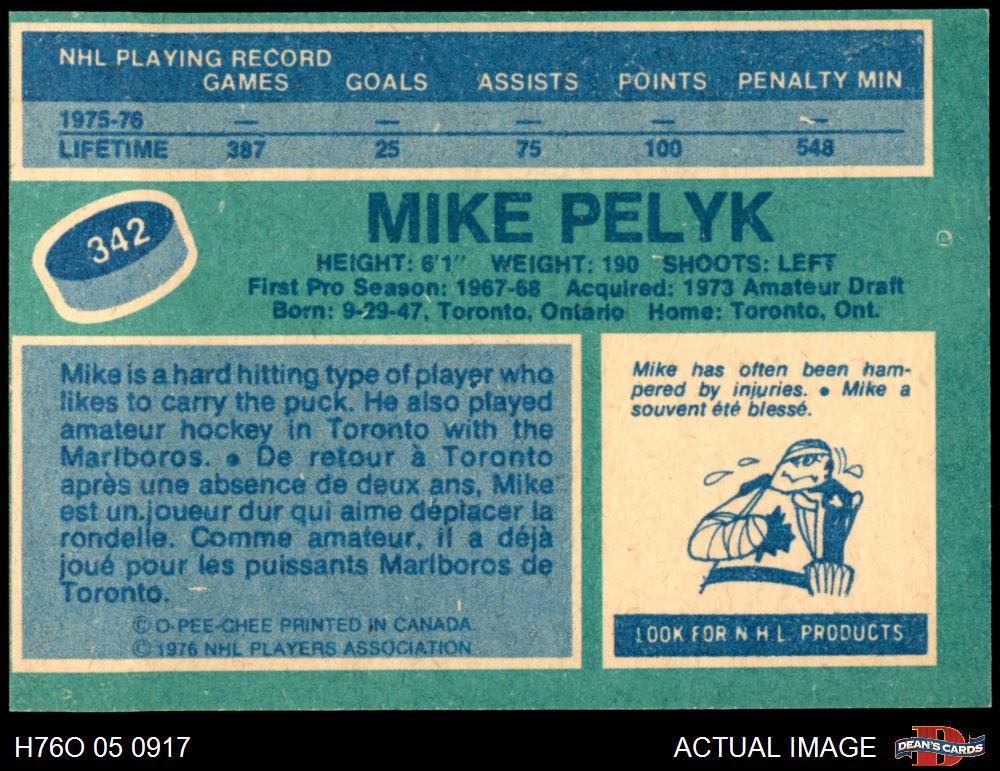 NHL PLAYING RECORD
GAMES GOALS ASSISTS POINTS PENALTY MIN
1975-76 — — — — —
LIFETIME 387 25 75 100 548
342
MIKE PELYK
HEIGHT: 6'1" WEIGHT: 190 SHOOTS: LEFT
First Pro Season: 1967-68 Acquired: 1973 Amateur Draft
Born: 9-29-47, Toronto, Ontario Home: Toronto, Ont.
Mike is a hard hitting type of player who
likes to carry the puck. He also played
amateur hockey in Toronto with the
Marlboros. • De retour à Toronto
après une absence de deux ans, Mike
est un joueur dur qui aime déplacer la
rondelle. Comme amateur, il a déjà
joué pour les puissants Marlboros de
Toronto.
© O-PEE-CHEE PRINTED IN CANADA
© 1976 NHL PLAYERS ASSOCIATION
Mike has often been ham-
pered by injuries. • Mike a
souvent été blessé.
LOOK FOR N H L PRODUCTS
D
H76O 05 0917
ACTUAL IMAGE
D
DEAN'S CARDS